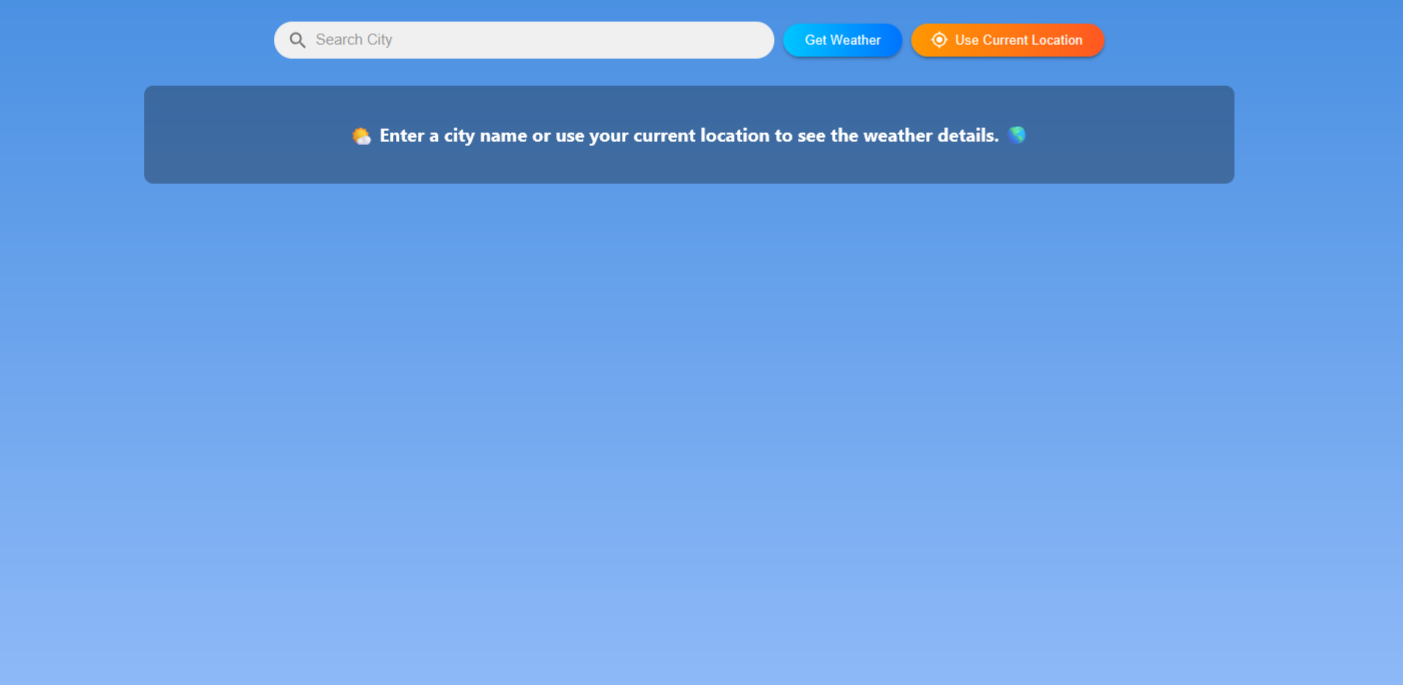 Search City
Get Weather
Use Current Location
🌤️ Enter a city name or use your current location to see the weather details. 🌎